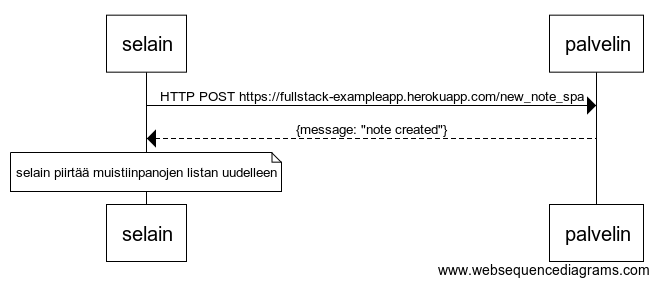 selain
palvelin
HTTP POST https://fullstack-exampleapp.herokuapp.com/new_note_spa
{message: "note created"}
selain piirtää muistiinpanojen listan uudelleen
selain
palvelin
www.websequencediagrams.com